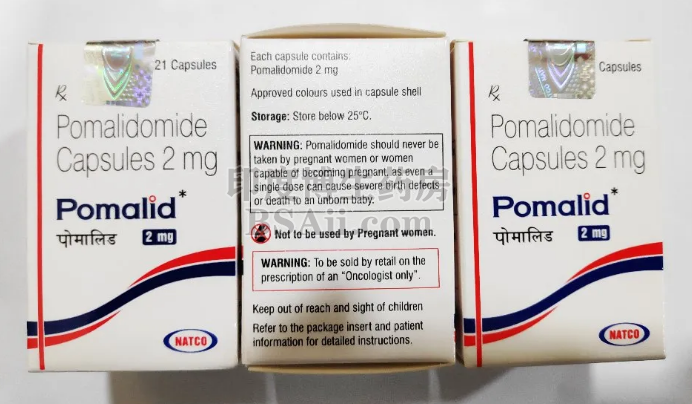 21 Capsules
Rx
Pomalidomide
Capsules 2 mg
Pomalid*
पोमालिड 2 mg
NATCO
Each capsule contains:
Pomalidomide 2 mg
Approved colours used in capsule shell
Storage: Store below 25°C.
WARNING: Pomalidomide should never be
taken by pregnant women or women
capable of becoming pregnant, as even a
single dose can cause severe birth defects
or death to an unborn baby.
Not to be used by Pregnant women.
WARNING: To be sold by retail on the
prescription of an "Oncologist only".
Keep out of reach and sight of children
Refer to the package insert and patient
information for detailed instructions.
Capsules
Rx
Pomalidomide
Capsules 2 mg
Pomalid*
पोमालिड 2 mg
NATCO